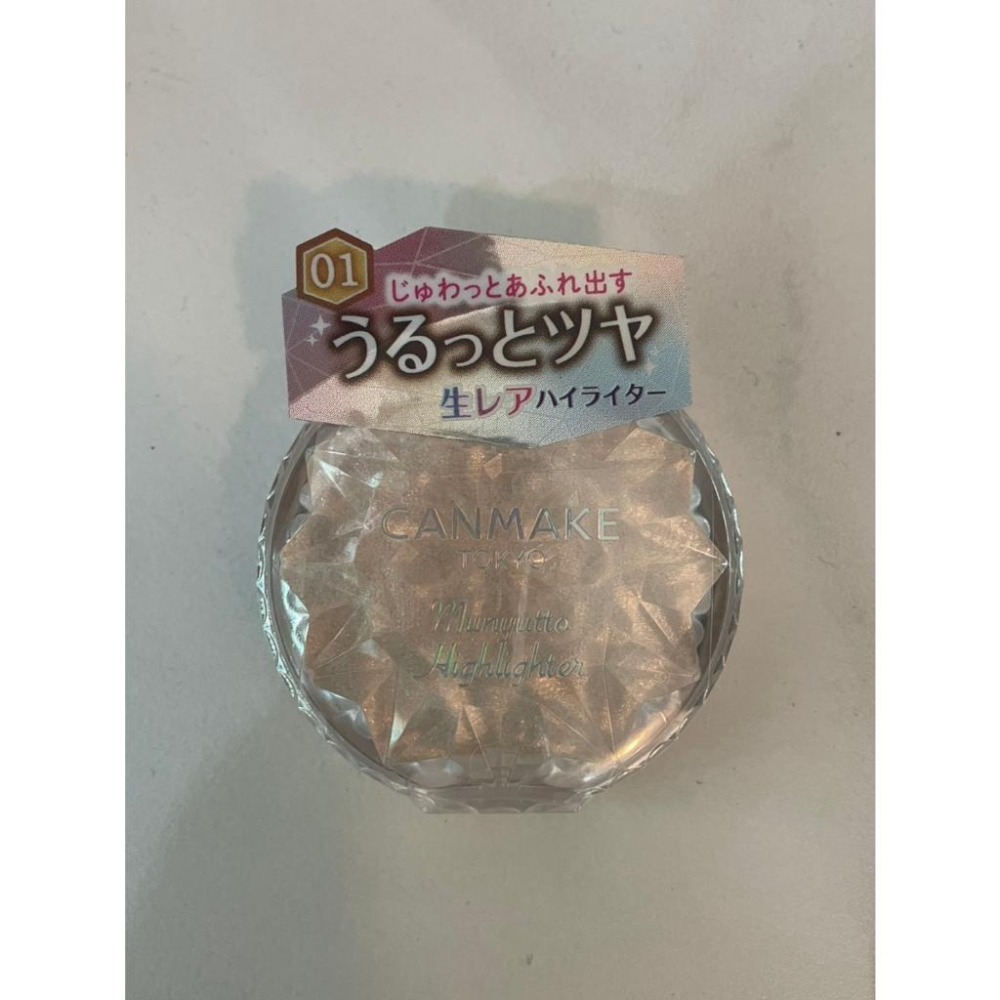 01
じゅわっとあふれ出す
うるっとツヤ
生レアハイライター
CANMAKE
TOKYO
Munyutto
Highlighter